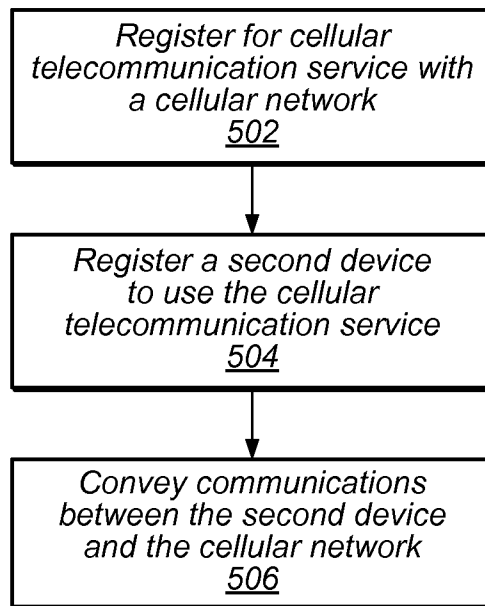 Register for cellular
telecommunication service with
a cellular network
502
Register a second device
to use the cellular
telecommunication service
504
Convey communications
between the second device
and the cellular network
506